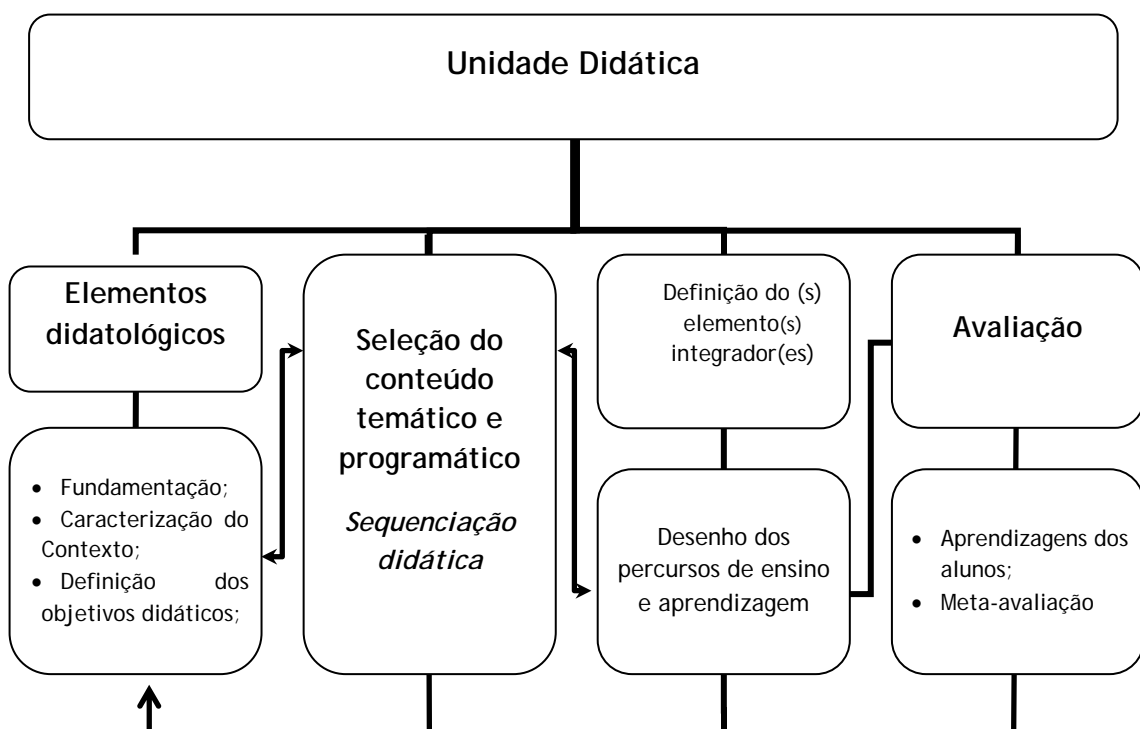 Unidade Didática
Elementos
didatológicos
• Fundamentação;
• Caracterização do
Contexto;
• Definição dos
objetivos didáticos;
Seleção do
conteúdo
temático e
programático
Sequenciação
didática
Definição do (s)
elemento(s)
integrador(es)
Desenho dos
percursos de ensino
e aprendizagem
Avaliação
• Aprendizagens dos
alunos;
• Meta-avaliação